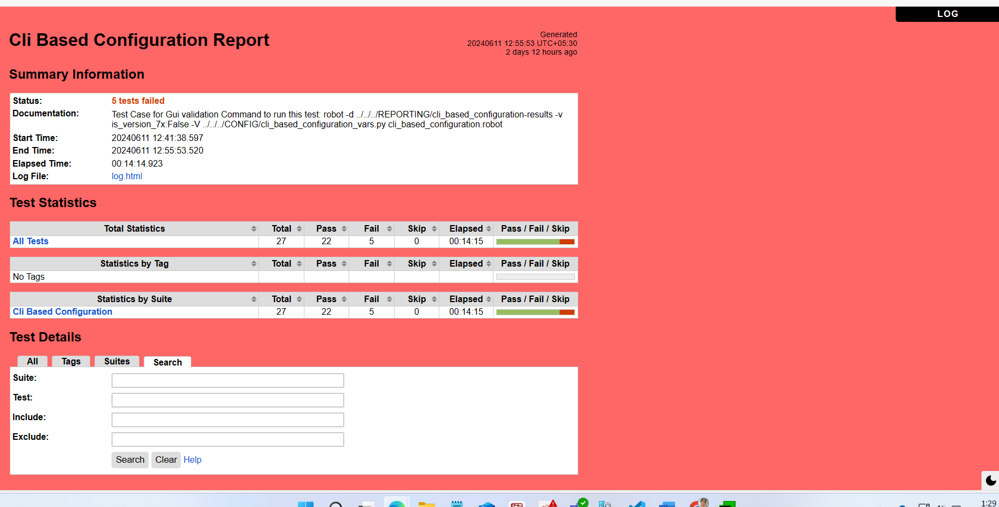 LOG
Cli Based Configuration Report
Generated
20240611 12:55:53 UTC+05:30
2 days 12 hours ago
Summary Information
Status: 5 tests failed
Documentation: Test Case for Gui validation Command to run this test: robot -d ../../../REPORTING/cli_based_configuration-results -v
is_version_7x:False -V ../../../CONFIG/cli_based_configuration_vars.py cli_based_configuration.robot
Start Time: 20240611 12:41:38.597
End Time: 20240611 12:55:53.520
Elapsed Time: 00:14:14.923
Log File: log.html
Test Statistics
Total Statistics Total Pass Fail Skip Elapsed Pass / Fail / Skip
All Tests 27 22 5 0 00:14:15
Statistics by Tag Total Pass Fail Skip Elapsed Pass / Fail / Skip
No Tags
Statistics by Suite Total Pass Fail Skip Elapsed Pass / Fail / Skip
Cli Based Configuration 27 22 5 0 00:14:15
Test Details
All Tags Suites Search
Suite:
Test:
Include:
Exclude:
Search Clear Help
1:29